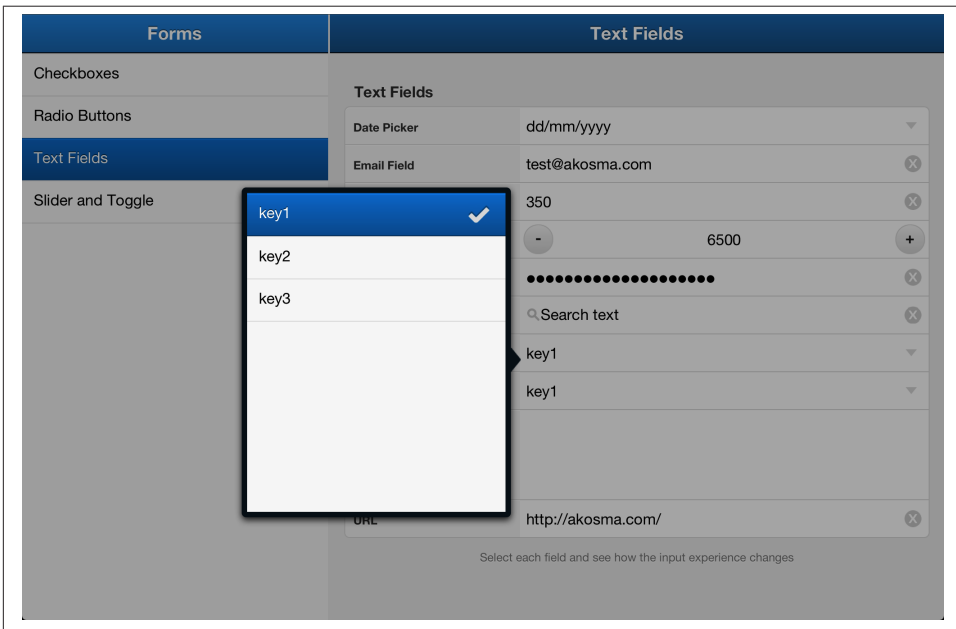 Forms
Text Fields
Checkboxes
Radio Buttons
Text Fields
Slider and Toggle
Text Fields
Date Picker dd/mm/yyyy
Email Field test@akosma.com
350
- 6500 +
Search text
key1
key1
URL http://akosma.com/
Select each field and see how the input experience changes
key1
key2
key3